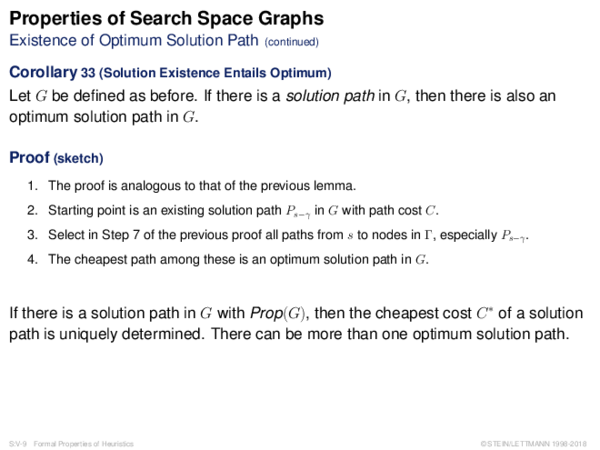 Properties of Search Space Graphs
Existence of Optimum Solution Path (continued)
Corollary 33 (Solution Existence Entails Optimum)
Let G be defined as before. If there is a solution path in G, then there is also an
optimum solution path in G.
Proof (sketch)
1. The proof is analogous to that of the previous lemma.
2. Starting point is an existing solution path P_{s−γ} in G with path cost C.
3. Select in Step 7 of the previous proof all paths from s to nodes in Γ, especially P_{s−γ}.
4. The cheapest path among these is an optimum solution path in G.
If there is a solution path in G with Prop(G), then the cheapest cost C* of a solution
path is uniquely determined. There can be more than one optimum solution path.
S:V-9 Formal Properties of Heuristics ©STEIN/LETTMANN 1998-2018